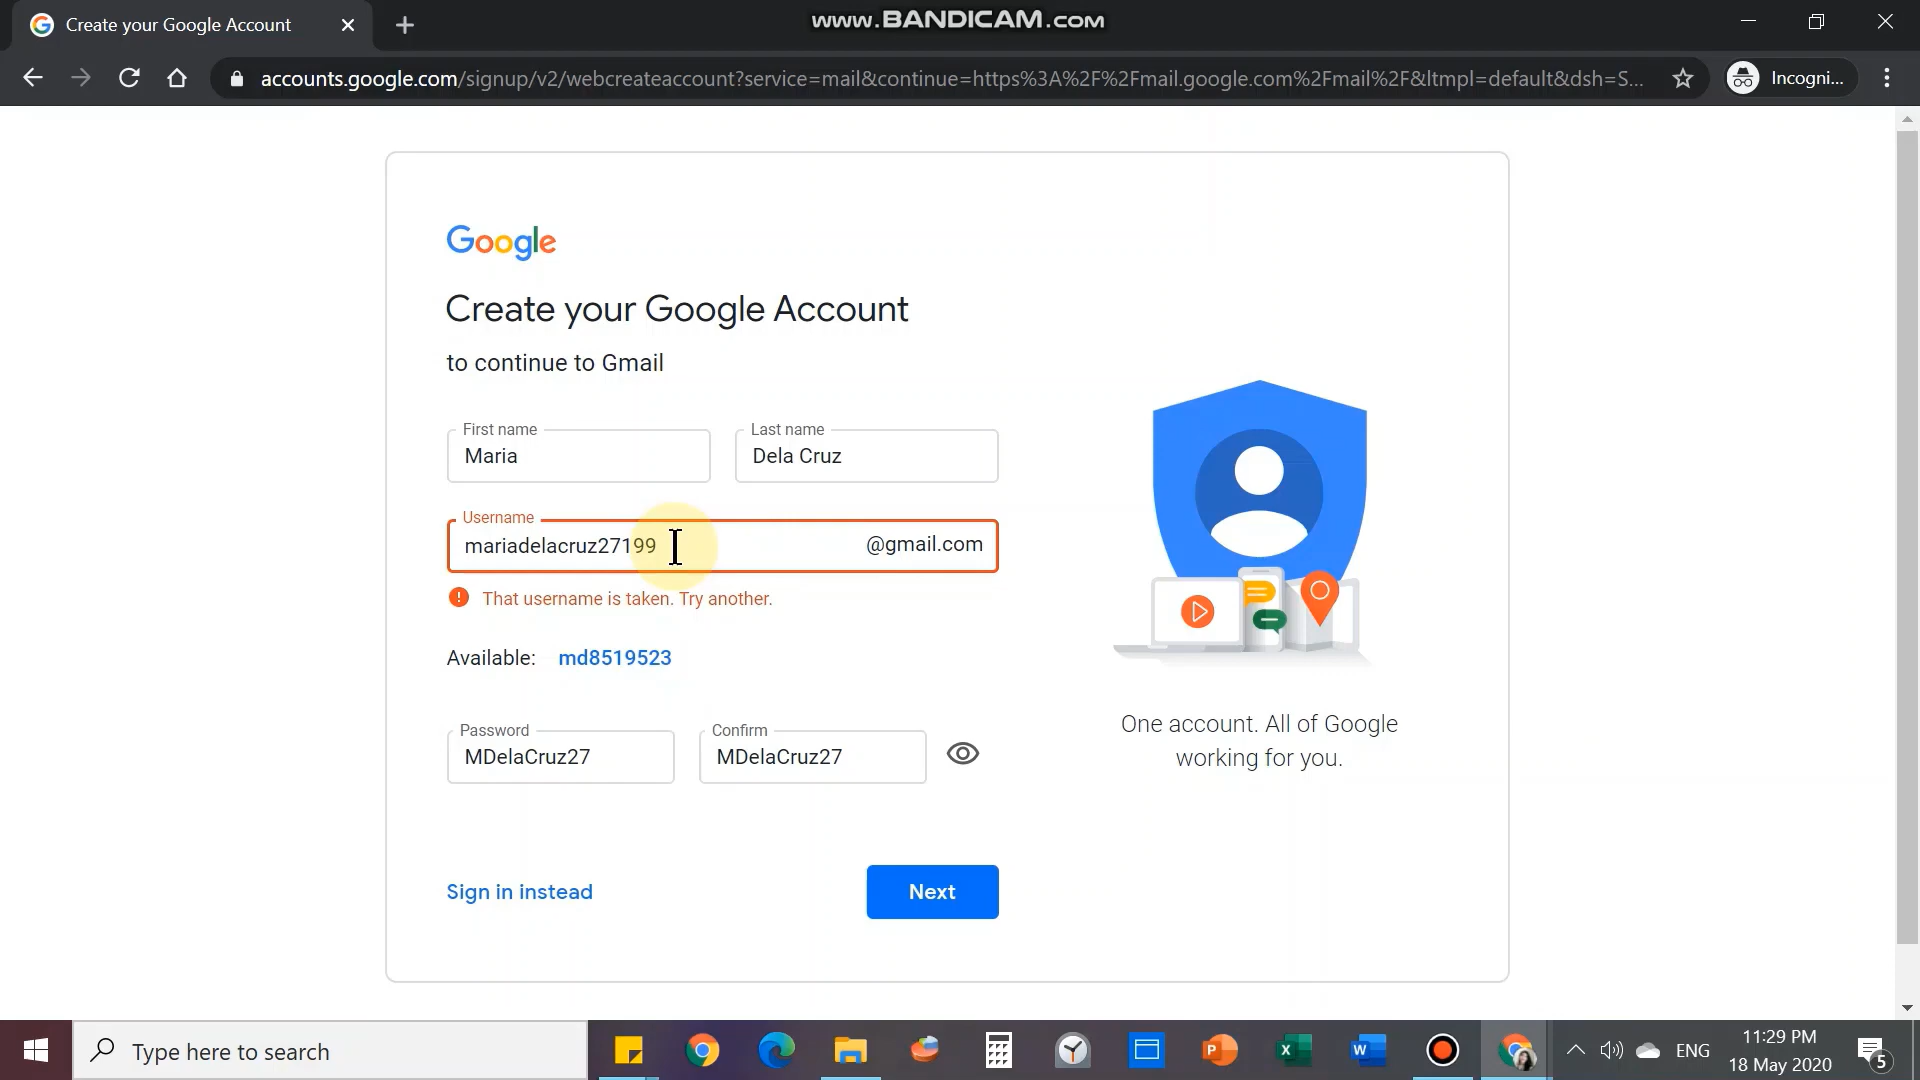 Create your Google Account
www.BANDICAM.com
accounts.google.com/signup/v2/webcreateaccount?service=mail&continue=https%3A%2F%2Fmail.google.com%2Fmail%2F&ltmpl=default&dsh=S...
Incogni...
Google
Create your Google Account
to continue to Gmail
First name
Last name
Maria
Dela Cruz
Username
mariadelacruz27199
@gmail.com
That username is taken. Try another.
Available: md8519523
Password
Confirm
MDelaCruz27
MDelaCruz27
One account. All of Google
working for you.
Sign in instead
Next
Type here to search
ENG
11:29 PM
18 May 2020
5